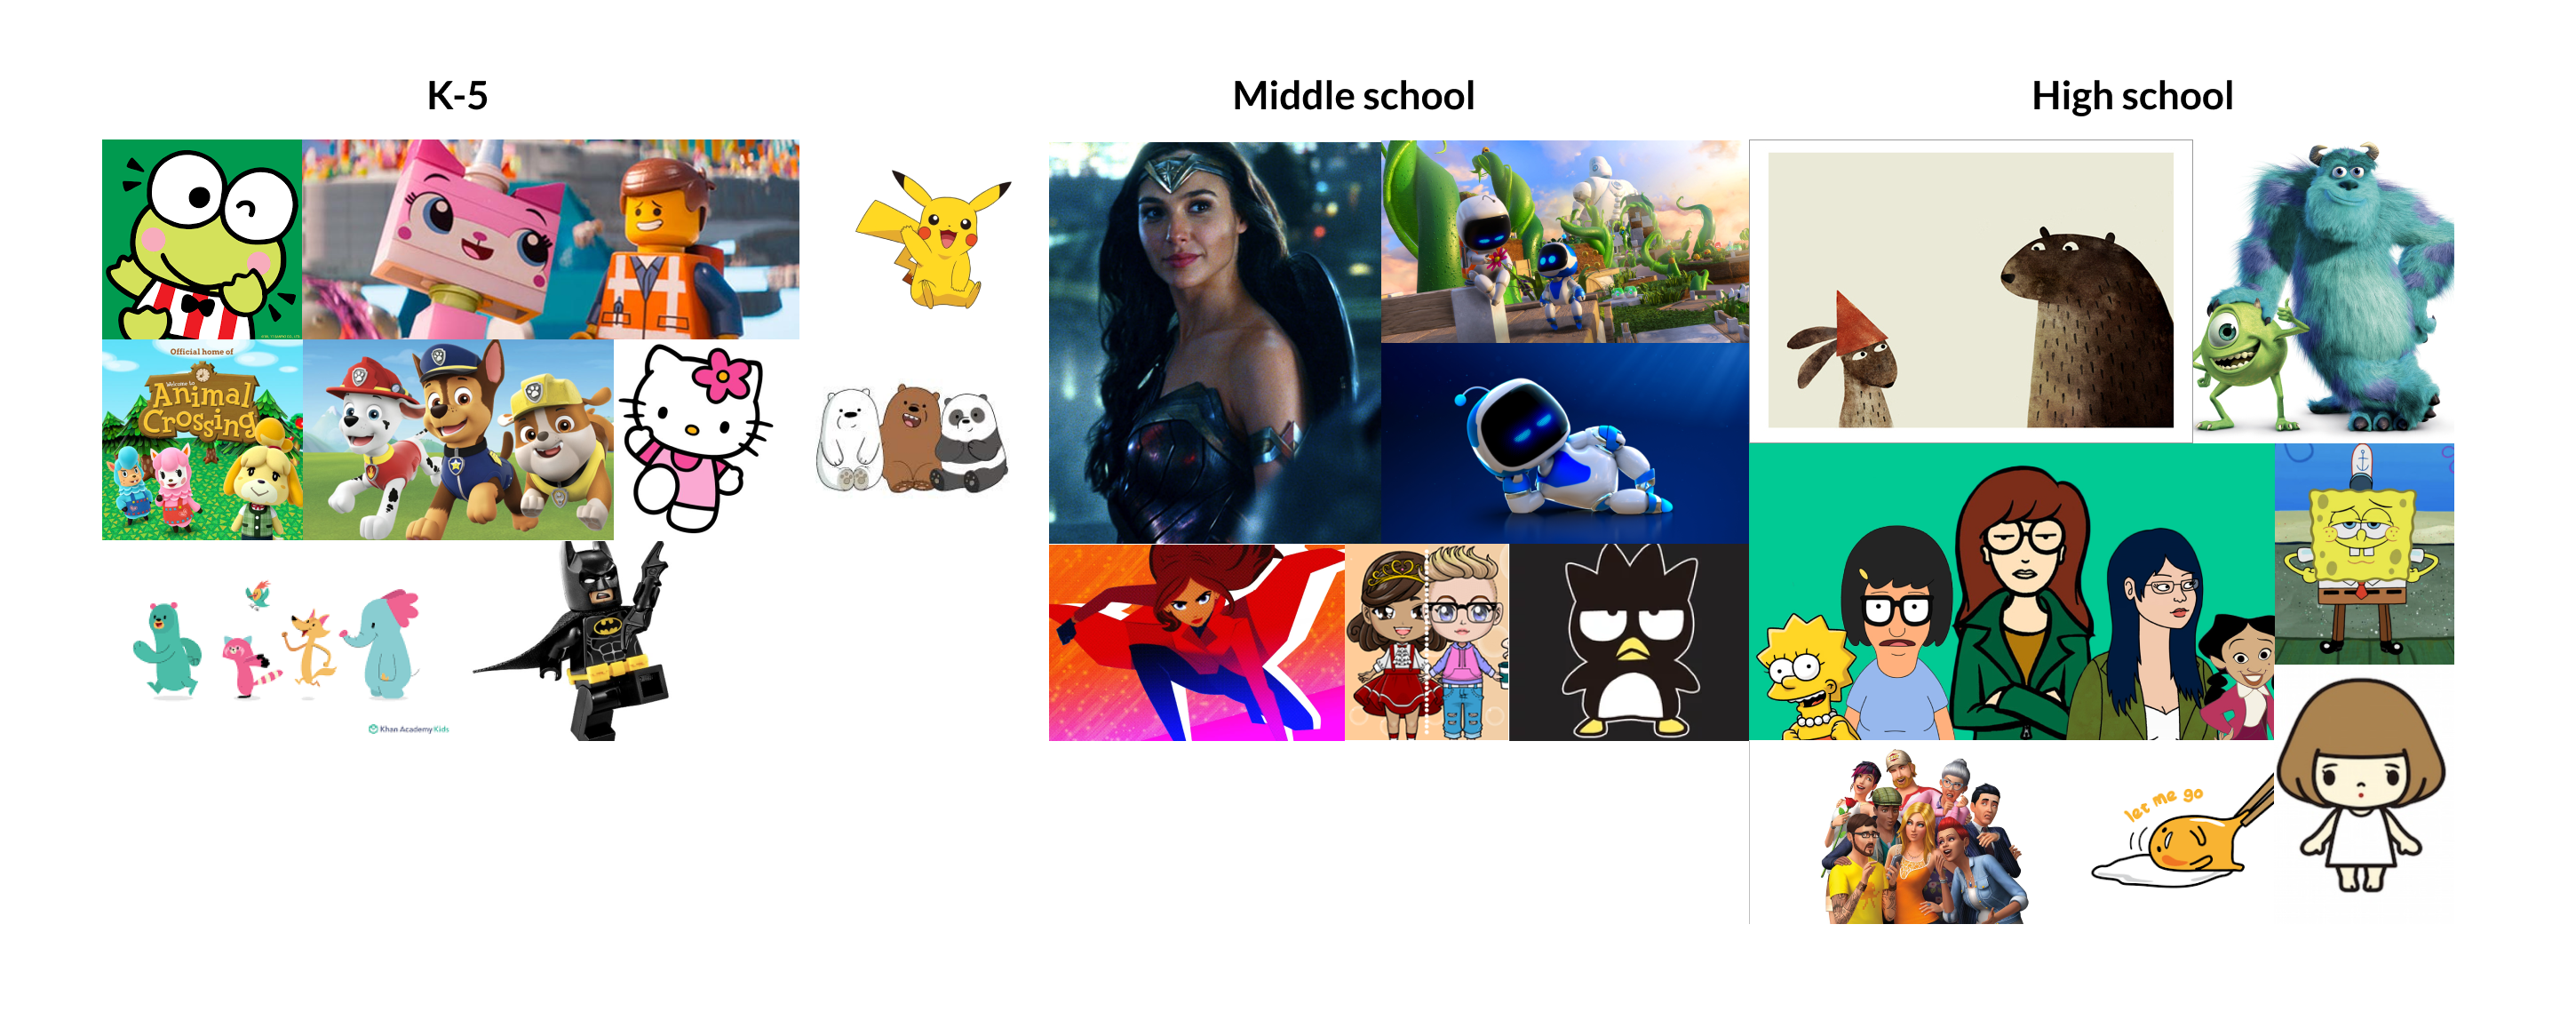 K-5
Middle school
High school
Official home of
Welcome to
Animal
Crossing
Khan Academy Kids
let me go